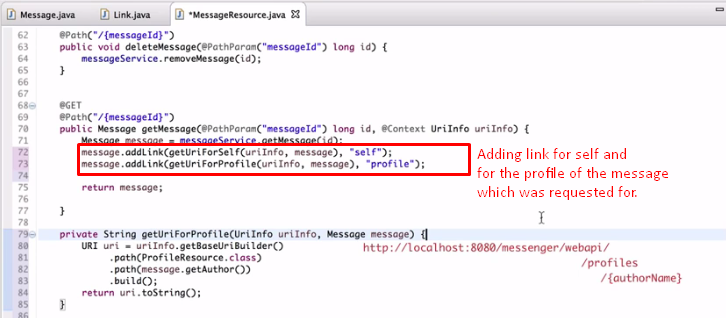 Message.java
Link.java
*MessageResource.java
62 @Path("/{messageId}")
63 public void deleteMessage(@PathParam("messageId") long id) {
64 messageService.removeMessage(id);
65 }
66
67
68 @GET
69 @Path("/{messageId}")
70 public Message getMessage(@PathParam("messageId") long id, @Context UriInfo uriInfo) {
71 Message message = messageService.getMessage(id);
72 message.addLink(getUriForSelf(uriInfo, message), "self");
73 message.addLink(getUriForProfile(uriInfo, message), "profile");
74
75 return message;
76
77 }
78
79 private String getUriForProfile(UriInfo uriInfo, Message message) {
80 URI uri = uriInfo.getBaseUriBuilder()
81 .path(ProfileResource.class)
82 .path(message.getAuthor())
83 .build();
84 return uri.toString();
85 }
Adding link for self and
for the profile of the message
which was requested for.
http://localhost:8080/messenger/webapi/
/profiles
/{authorName}